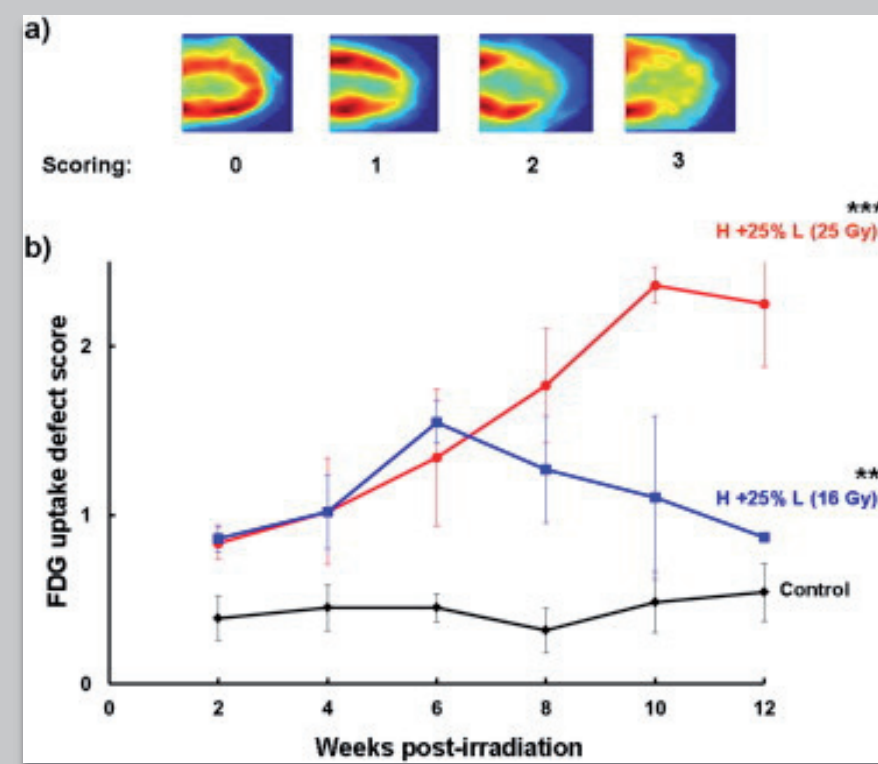 a)
Scoring: 0 1 2 3
***
H +25% L (25 Gy)
b)
2
FDG uptake defect score
**
H +25% L (16 Gy)
1
Control
0
0 2 4 6 8 10 12
Weeks post-irradiation